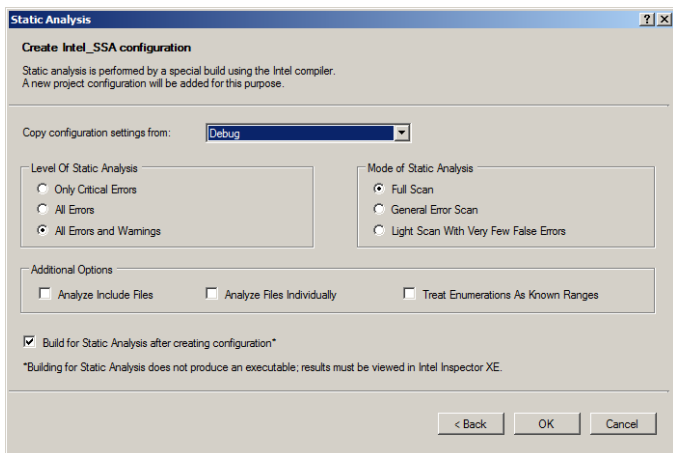 Static Analysis
Create Intel_SSA configuration
Static analysis is performed by a special build using the Intel compiler.
A new project configuration will be added for this purpose.
Copy configuration settings from: Debug
Level Of Static Analysis
Only Critical Errors
All Errors
All Errors and Warnings
Mode of Static Analysis
Full Scan
General Error Scan
Light Scan With Very Few False Errors
Additional Options
Analyze Include Files Analyze Files Individually Treat Enumerations As Known Ranges
Build for Static Analysis after creating configuration*
*Building for Static Analysis does not produce an executable; results must be viewed in Intel Inspector XE.
< Back OK Cancel